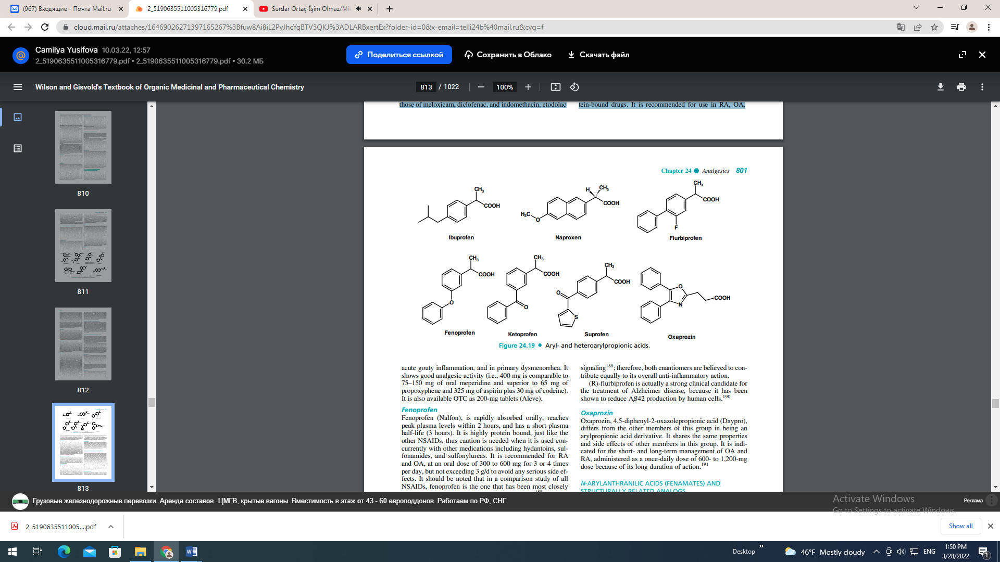 (967) Входящие - Почта Mail.ru
2_5190635511005316779.pdf
Serdar Ortaç-İşim Olmaz/Mi
cloud.mail.ru/attaches/16469026271397165267%3Bfuw8Ai8jL2PyJhcYqBTV3QKJ%3ADLARBxertEx?folder-id=0&x-email=telli24b%40mail.ru&cvg=f
Camilya Yusifova 10.03.22, 12:57
2_5190635511005316779.pdf • 2_5190635511005316779.pdf • 30.2 МБ
Поделиться ссылкой
Сохранить в Облако
Скачать файл
Wilson and Gisvold's Textbook of Organic Medicinal and Pharmaceutical Chemistry
813 / 1022
100%
810
811
812
813
those of meloxicam, diclofenac, and indomethacin, etodolac
tein-bound drugs. It is recommended for use in RA, OA,
Chapter 24 Analgesics 801
CH3
COOH
Ibuprofen
H
CH3
COOH
H3C
O
Naproxen
CH3
COOH
F
Flurbiprofen
CH3
COOH
O
Fenoprofen
CH3
COOH
O
Ketoprofen
CH3
COOH
O
S
Suprofen
O
N
COOH
Oxaprozin
Figure 24.19 • Aryl- and heteroarylpropionic acids.
acute gouty inflammation, and in primary dysmenorrhea. It
shows good analgesic activity (i.e., 400 mg is comparable to
75–150 mg of oral meperidine and superior to 65 mg of
propoxyphene and 325 mg of aspirin plus 30 mg of codeine).
It is also available OTC as 200-mg tablets (Aleve).
Fenoprofen
Fenoprofen (Nalfon), is rapidly absorbed orally, reaches
peak plasma levels within 2 hours, and has a short plasma
half-life (3 hours). It is highly protein bound, just like the
other NSAIDs, thus caution is needed when it is used con-
currently with other medications including hydantoins, sul-
fonamides, and sulfonylureas. It is recommended for RA
and OA, at an oral dose of 300 to 600 mg for 3 or 4 times
per day, but not exceeding 3 g/d to avoid any serious side ef-
fects. It should be noted that in a comparison study of all
NSAIDs, fenoprofen is the one that has been most closely
188
signaling189; therefore, both enantiomers are believed to con-
tribute equally to its overall anti-inflammatory action.
(R)-flurbiprofen is actually a strong clinical candidate for
the treatment of Alzheimer disease, because it has been
shown to reduce Aβ42 production by human cells.190
Oxaprozin
Oxaprozin, 4,5-diphenyl-2-oxazolepropionic acid (Daypro),
differs from the other members of this group in being an
arylpropionic acid derivative. It shares the same properties
and side effects of other members in this group. It is indi-
cated for the short- and long-term management of OA and
RA, administered as a once-daily dose of 600- to 1,200-mg
dose because of its long duration of action.191
N-ARYLANTHRANILIC ACIDS (FENAMATES) AND
STRUCTURALLY RELATED ANALOGS
Грузовые железнодорожные перевозки. Аренда составов ЦМГВ, крытые вагоны. Вместимость в этаж от 43 - 60 европоддонов. Работаем по РФ, СНГ.
Реклама
Activate Windows
Go to Settings to activate Windows.
2_5190635511005....pdf
Show all
Desktop
46°F Mostly cloudy
ENG
1:50 PM
3/28/2022
1